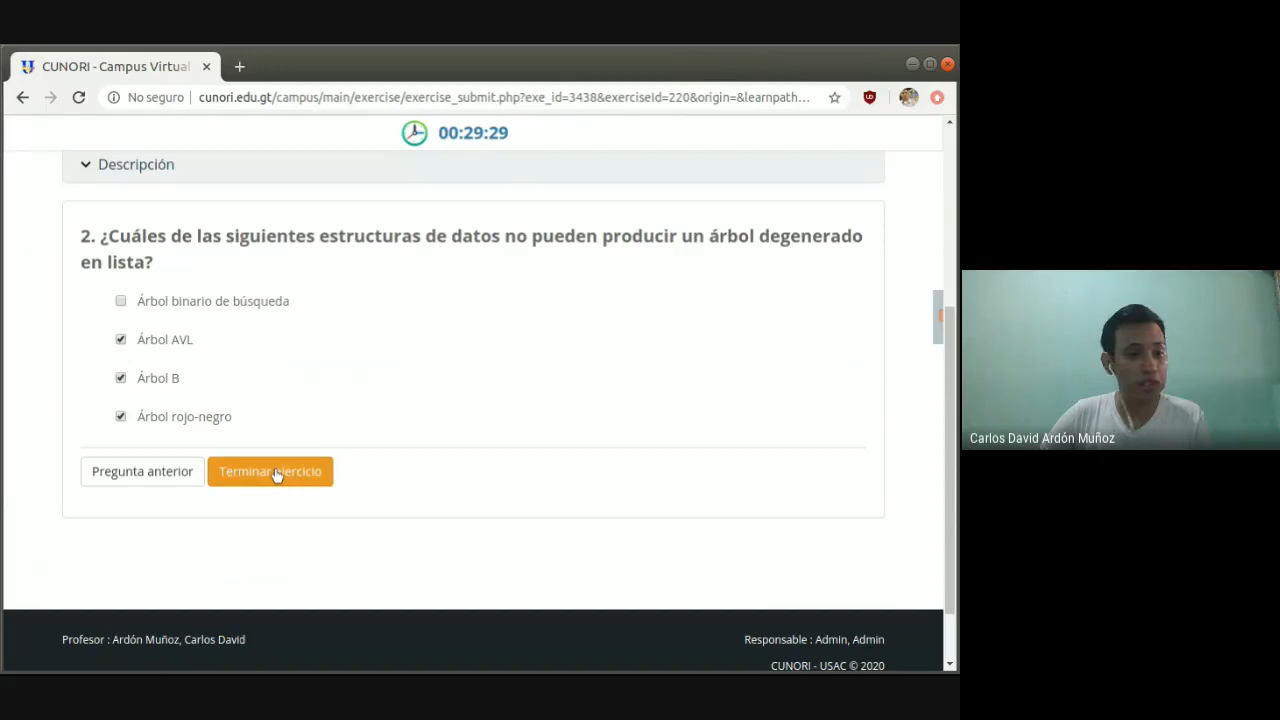 CUNORI - Campus Virtual
No seguro
cunori.edu.gt/campus/main/exercise/exercise_submit.php?exe_id=3438&exerciseId=220&origin=&learnpath...
00:29:29
Descripción
2. ¿Cuáles de las siguientes estructuras de datos no pueden producir un árbol degenerado
en lista?
Árbol binario de búsqueda
Árbol AVL
Árbol B
Árbol rojo-negro
Pregunta anterior
Terminar ejercicio
Carlos David Ardón Muñoz
Profesor : Ardón Muñoz, Carlos David
Responsable : Admin, Admin
CUNORI - USAC © 2020